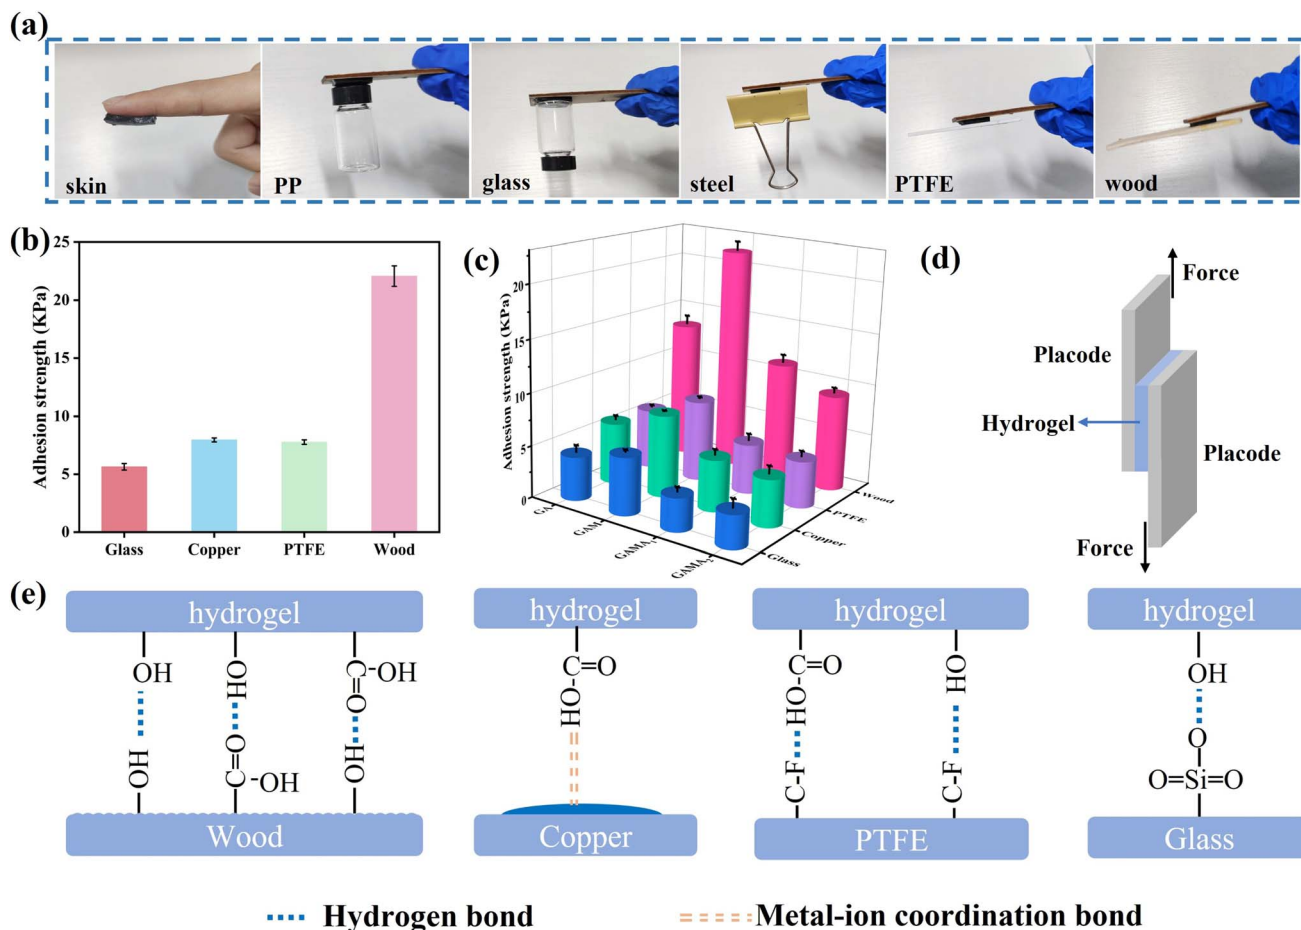 (a)
skin
PP
glass
steel
PTFE
wood
(b)
Adhesion strength (KPa)
25
20
15
10
5
0
Glass
Copper
PTFE
Wood
(c)
Adhesion strength (KPa)
20
15
10
5
0
GA
GAM
GAMA1
GAMA2
Glass
Copper
PTFE
Wood
(d)
Force
Placode
Hydrogel
Placode
Force
(e)
hydrogel
OH
HO
C=O
-OH
OH
C=O
-OH
OH
Wood
hydrogel
C=O
HO-
Copper
hydrogel
C=O
HO-
HO
C-F
C-F
PTFE
hydrogel
OH
O
O=Si=O
Glass
Hydrogen bond
Metal-ion coordination bond